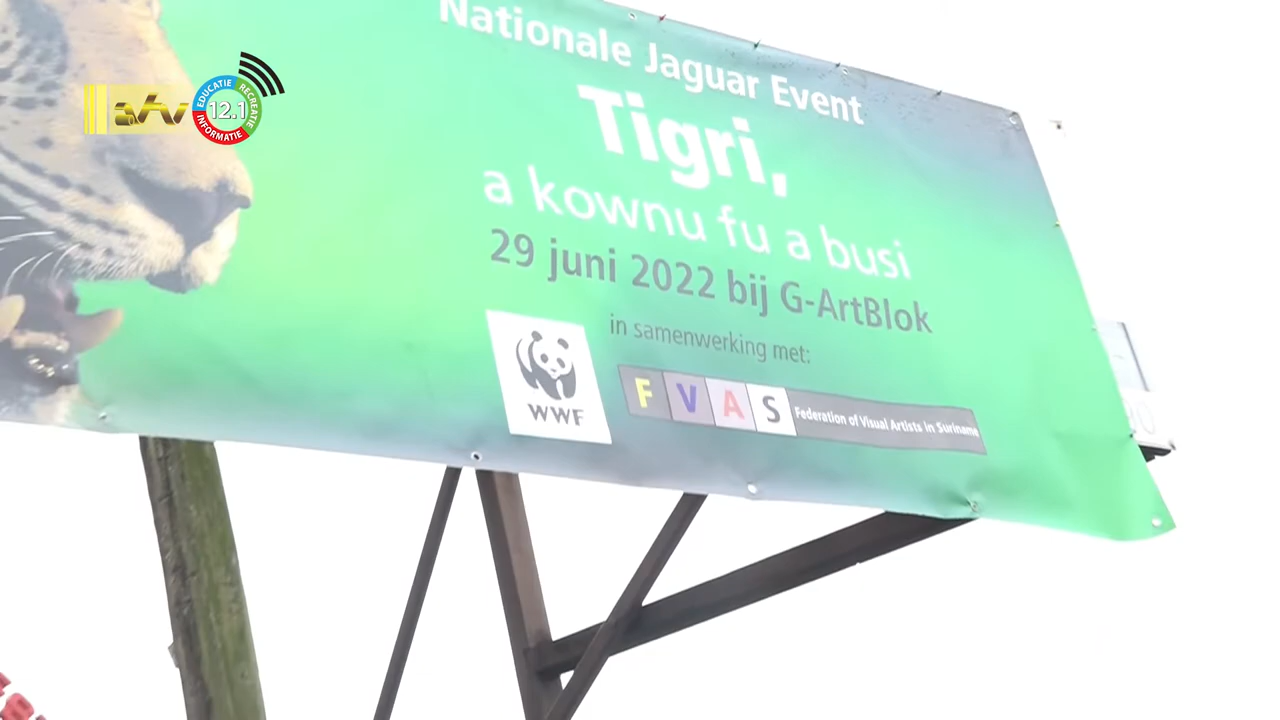 Nationale Jaguar Event
Tigri,
a kownu fu a busi
29 juni 2022 bij G-ArtBlok
in samenwerking met:
WWF
F V A S Federation of Visual Artists in Suriname
EDUCATIE
RECREATIE
INFORMATIE
12.1